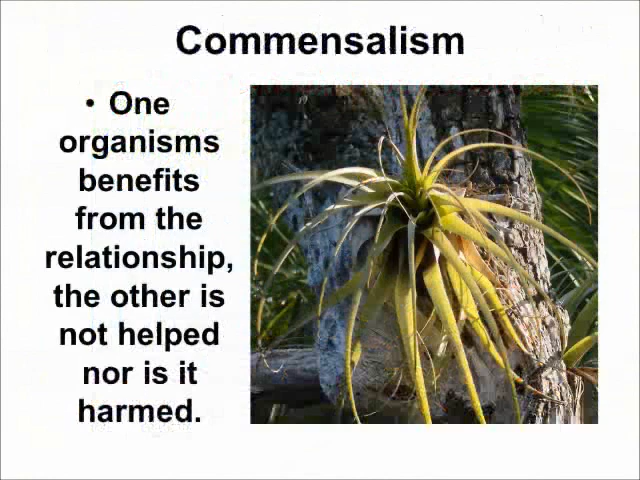 Commensalism
• One
organisms
benefits
from the
relationship,
the other is
not helped
nor is it
harmed.